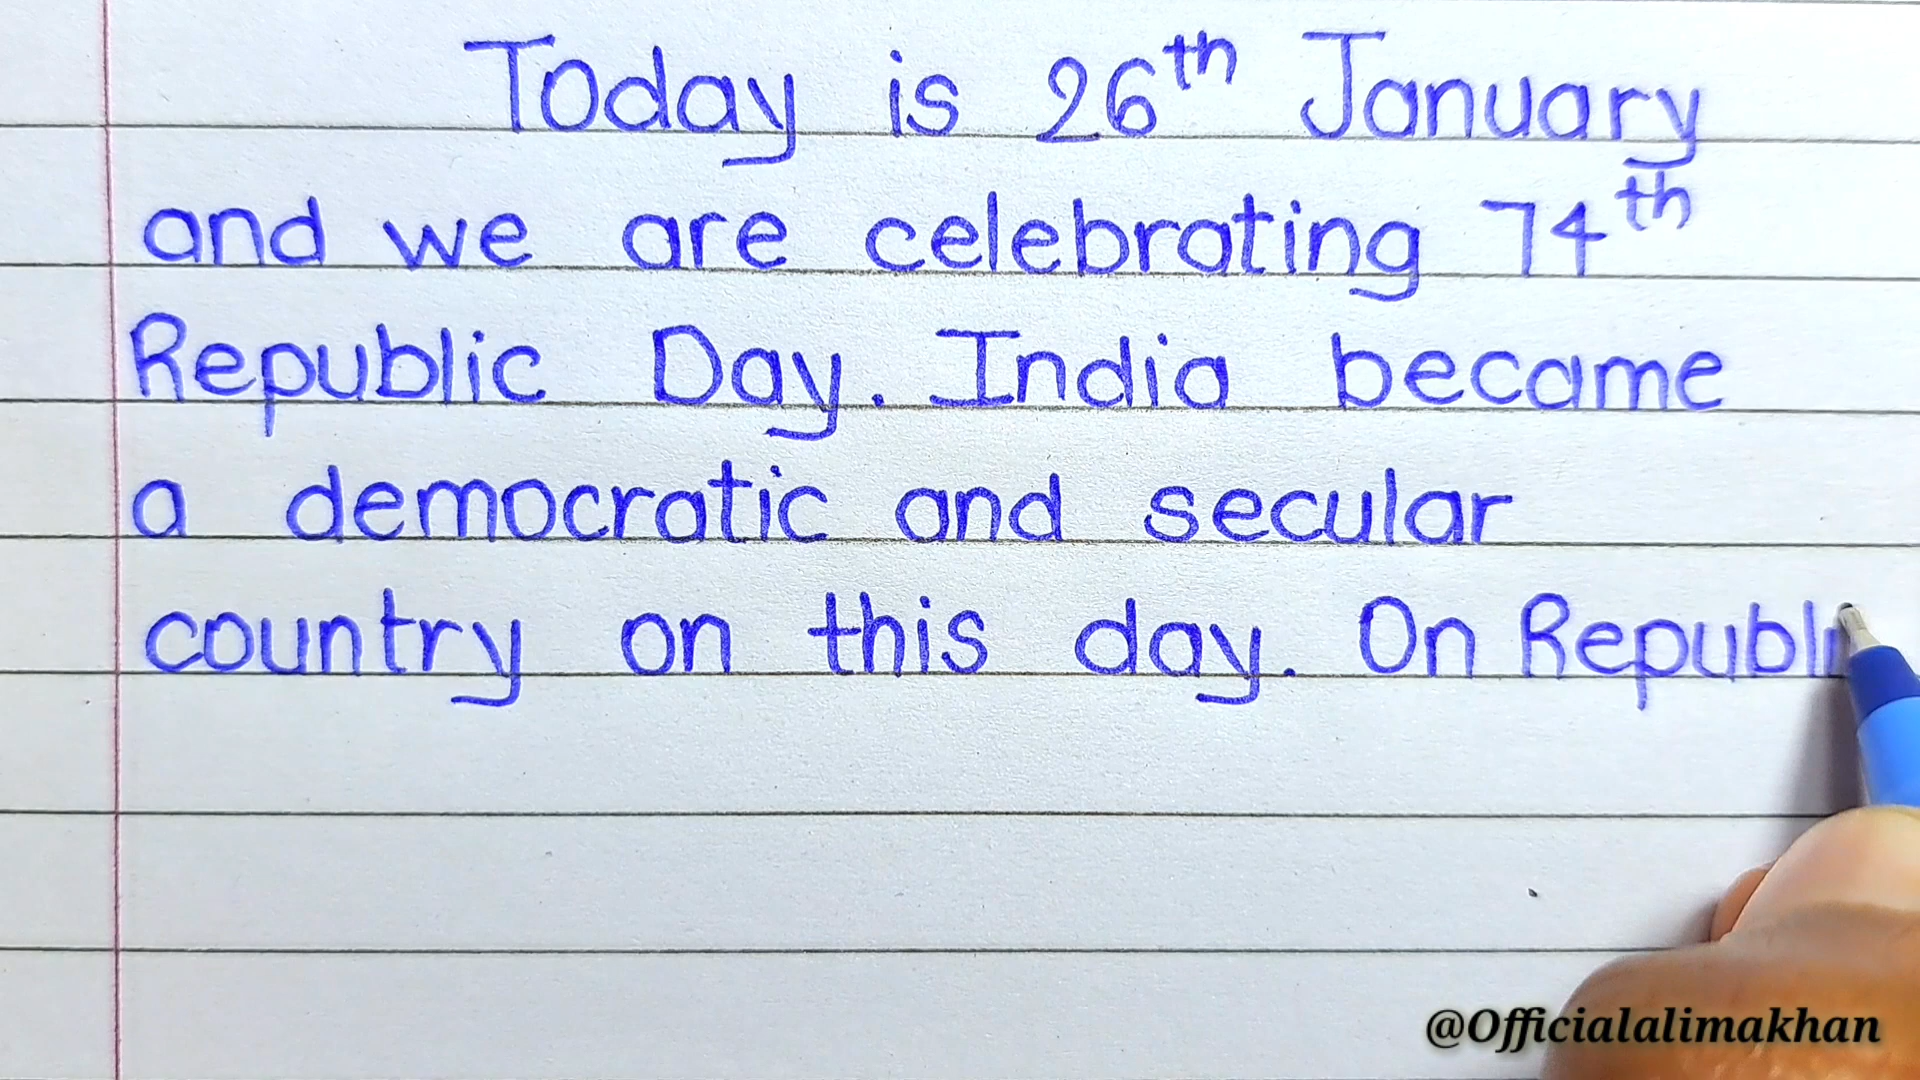 Today is 26th January
and we are celebrating 74th
Republic Day. India became
a democratic and secular
country on this day. On Republi
@Officialalimakhan